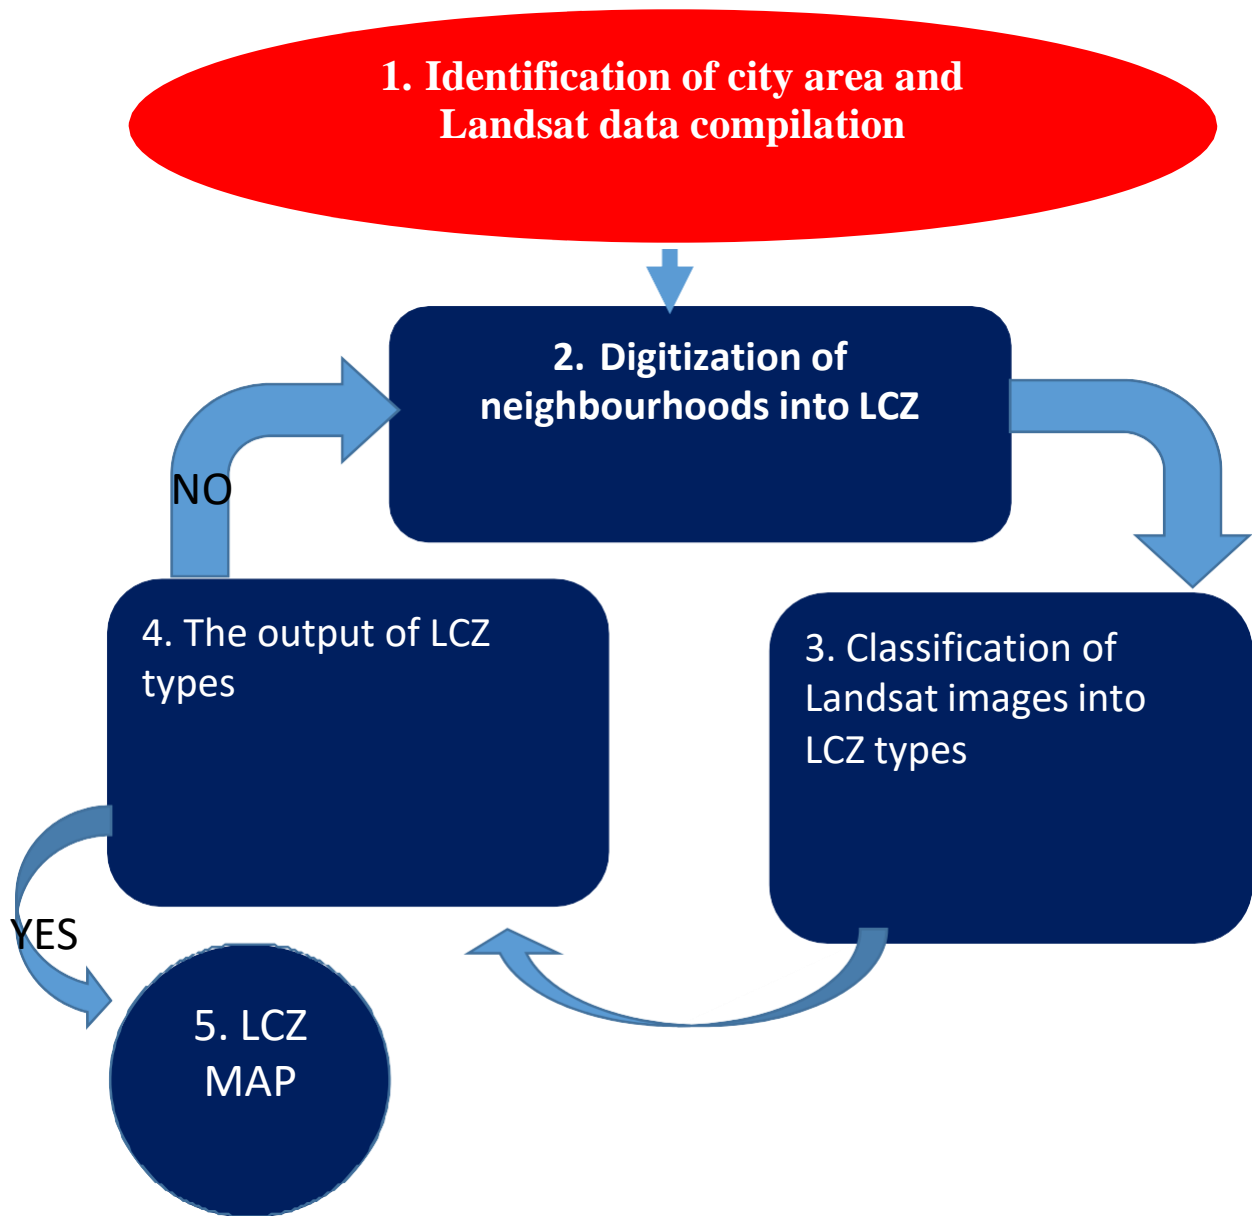 1. Identification of city area and
Landsat data compilation
2. Digitization of
neighbourhoods into LCZ
NO
4. The output of LCZ
types
3. Classification of
Landsat images into
LCZ types
YES
5. LCZ
MAP